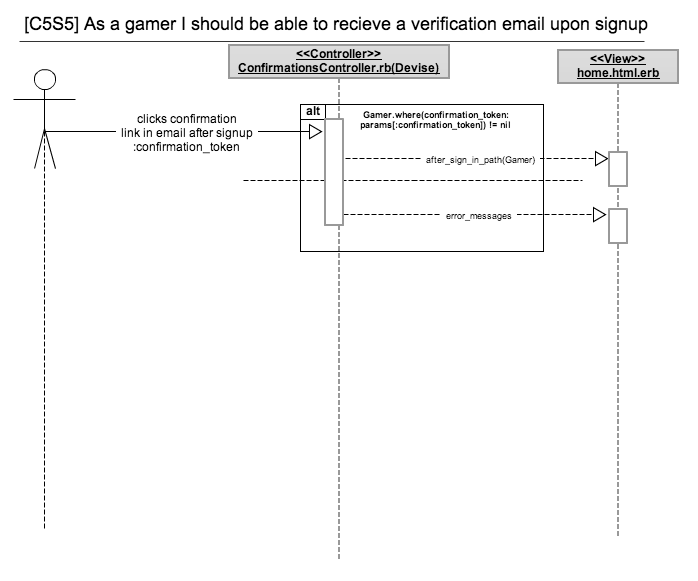 [C5S5] As a gamer I should be able to recieve a verification email upon signup
<<Controller>>
ConfirmationsController.rb(Devise)
<<View>>
home.html.erb
alt
Gamer.where(confirmation_token:
params[:confirmation_token]) != nil
clicks confirmation
link in email after signup
:confirmation_token
after_sign_in_path(Gamer)
error_messages